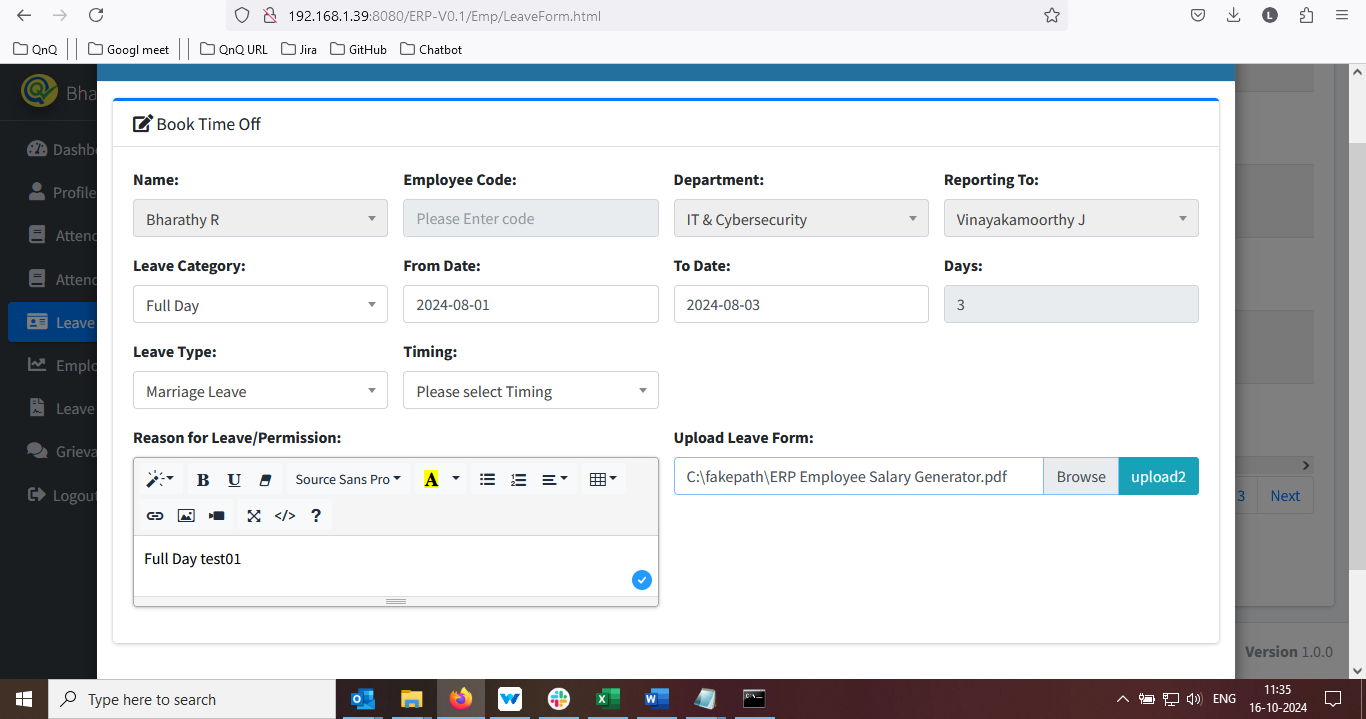 192.168.1.39:8080/ERP-V0.1/Emp/LeaveForm.html
L
QnQ Googl meet QnQ URL Jira GitHub Chatbot
Bha
Dashb
Profile
Attend
Attend
Leave
Emplo
Leave
Grieva
Logout
Book Time Off
Name: Employee Code: Department: Reporting To:
Bharathy R Please Enter code IT & Cybersecurity Vinayakamoorthy J
Leave Category: From Date: To Date: Days:
Full Day 2024-08-01 2024-08-03 3
Leave Type: Timing:
Marriage Leave Please select Timing
Reason for Leave/Permission: Upload Leave Form:
B U Source Sans Pro A
C:\fakepath\ERP Employee Salary Generator.pdf Browse upload2
</> ?
Full Day test01
3 Next
Version 1.0.0
Type here to search
ENG 11:35
16-10-2024